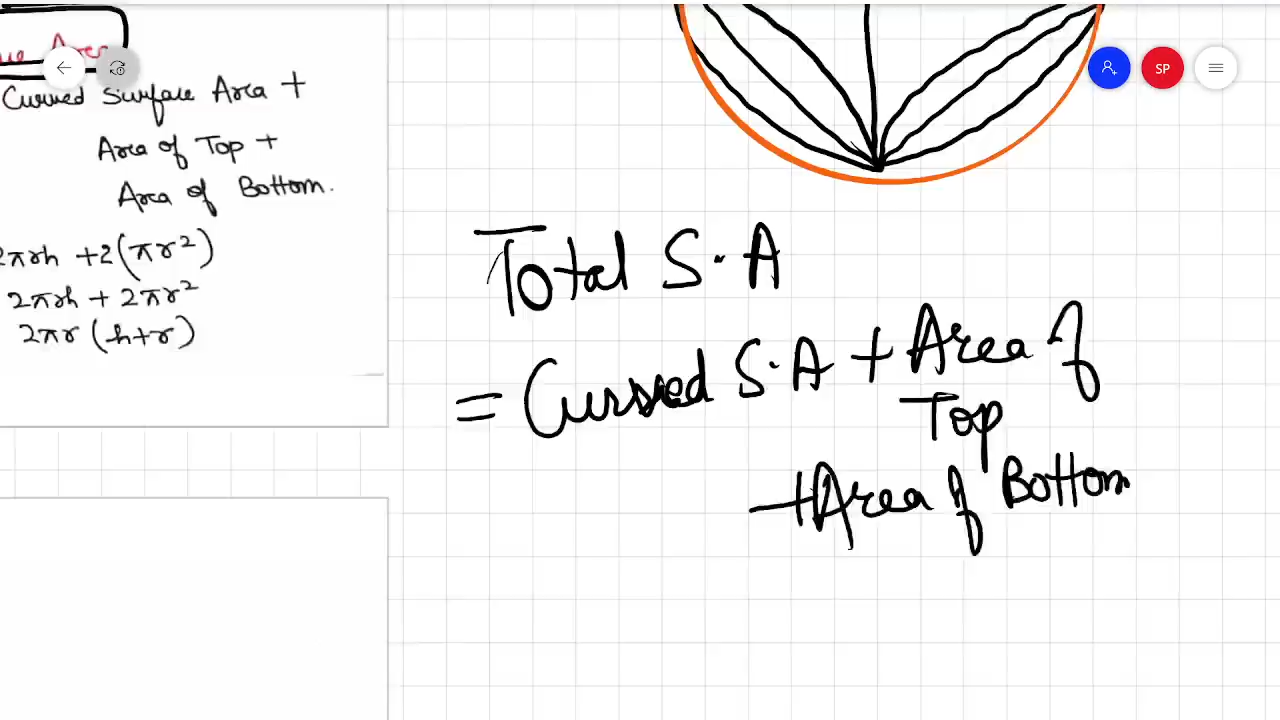 Area
Curved Surface Area +
Area of Top +
Area of Bottom.
2πrh + 2(πr²)
2πrh + 2πr²
2πr (h+r)
SP
Total S.A
= Curved S.A + Area of
Top
+ Area of Bottom